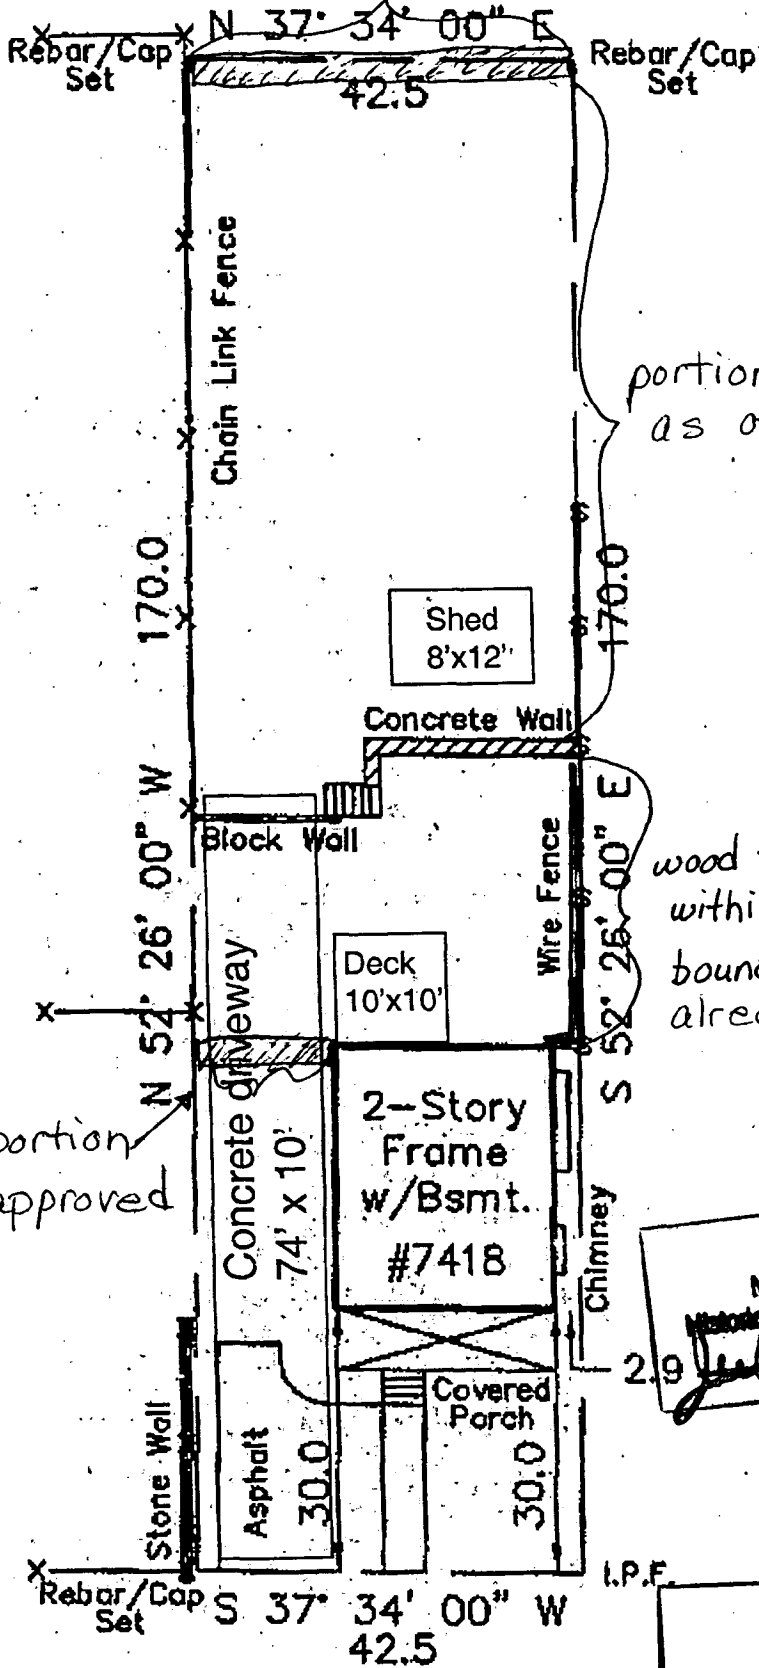 N 37° 34' 00" E
Rebar/Cap
Set
Rebar/Cap
Set
42.5
Chain Link Fence
portion
as
170.0
170.0
Shed
8'x12'
Concrete Wall
N 52° 26' 00" W
Block Wall
Wire Fence
S 52° 26' 00" E
wood
withi
bound
alrea
Deck
10'x10'
Concrete driveway
74' x 10'
portion
approved
2-Story
Frame
w/Bsmt.
#7418
Chimney
2.9
Covered
Porch
Stone Wall
Asphalt
30.0
30.0
I.P.F.
Rebar/Cap
Set
S 37° 34' 00" W
42.5